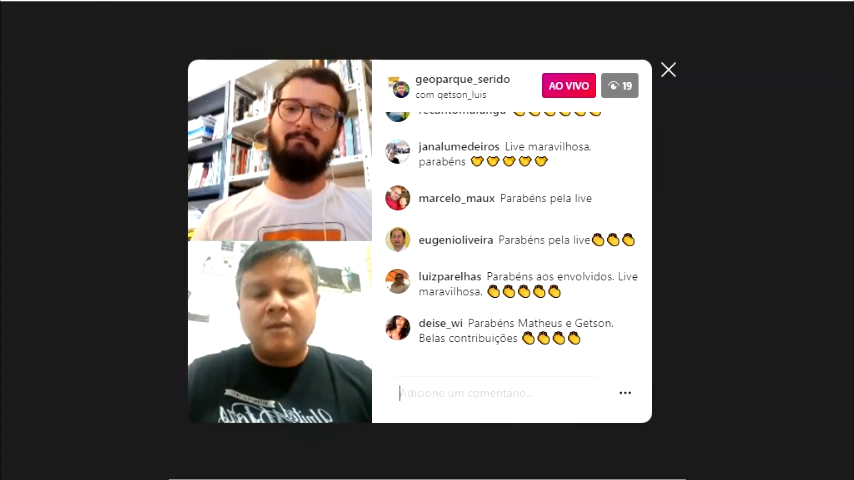 geoparque_serido
com getson_luis
AO VIVO
19
janalumedeiros Live maravilhosa,
parabéns
marcelo_maux Parabéns pela live
eugenioliveira Parabéns pela live
luizparelhas Parabéns aos envolvidos. Live
maravilhosa.
deise_wi Parabéns Matheus e Getson.
Belas contribuições
Adicione um comentário...